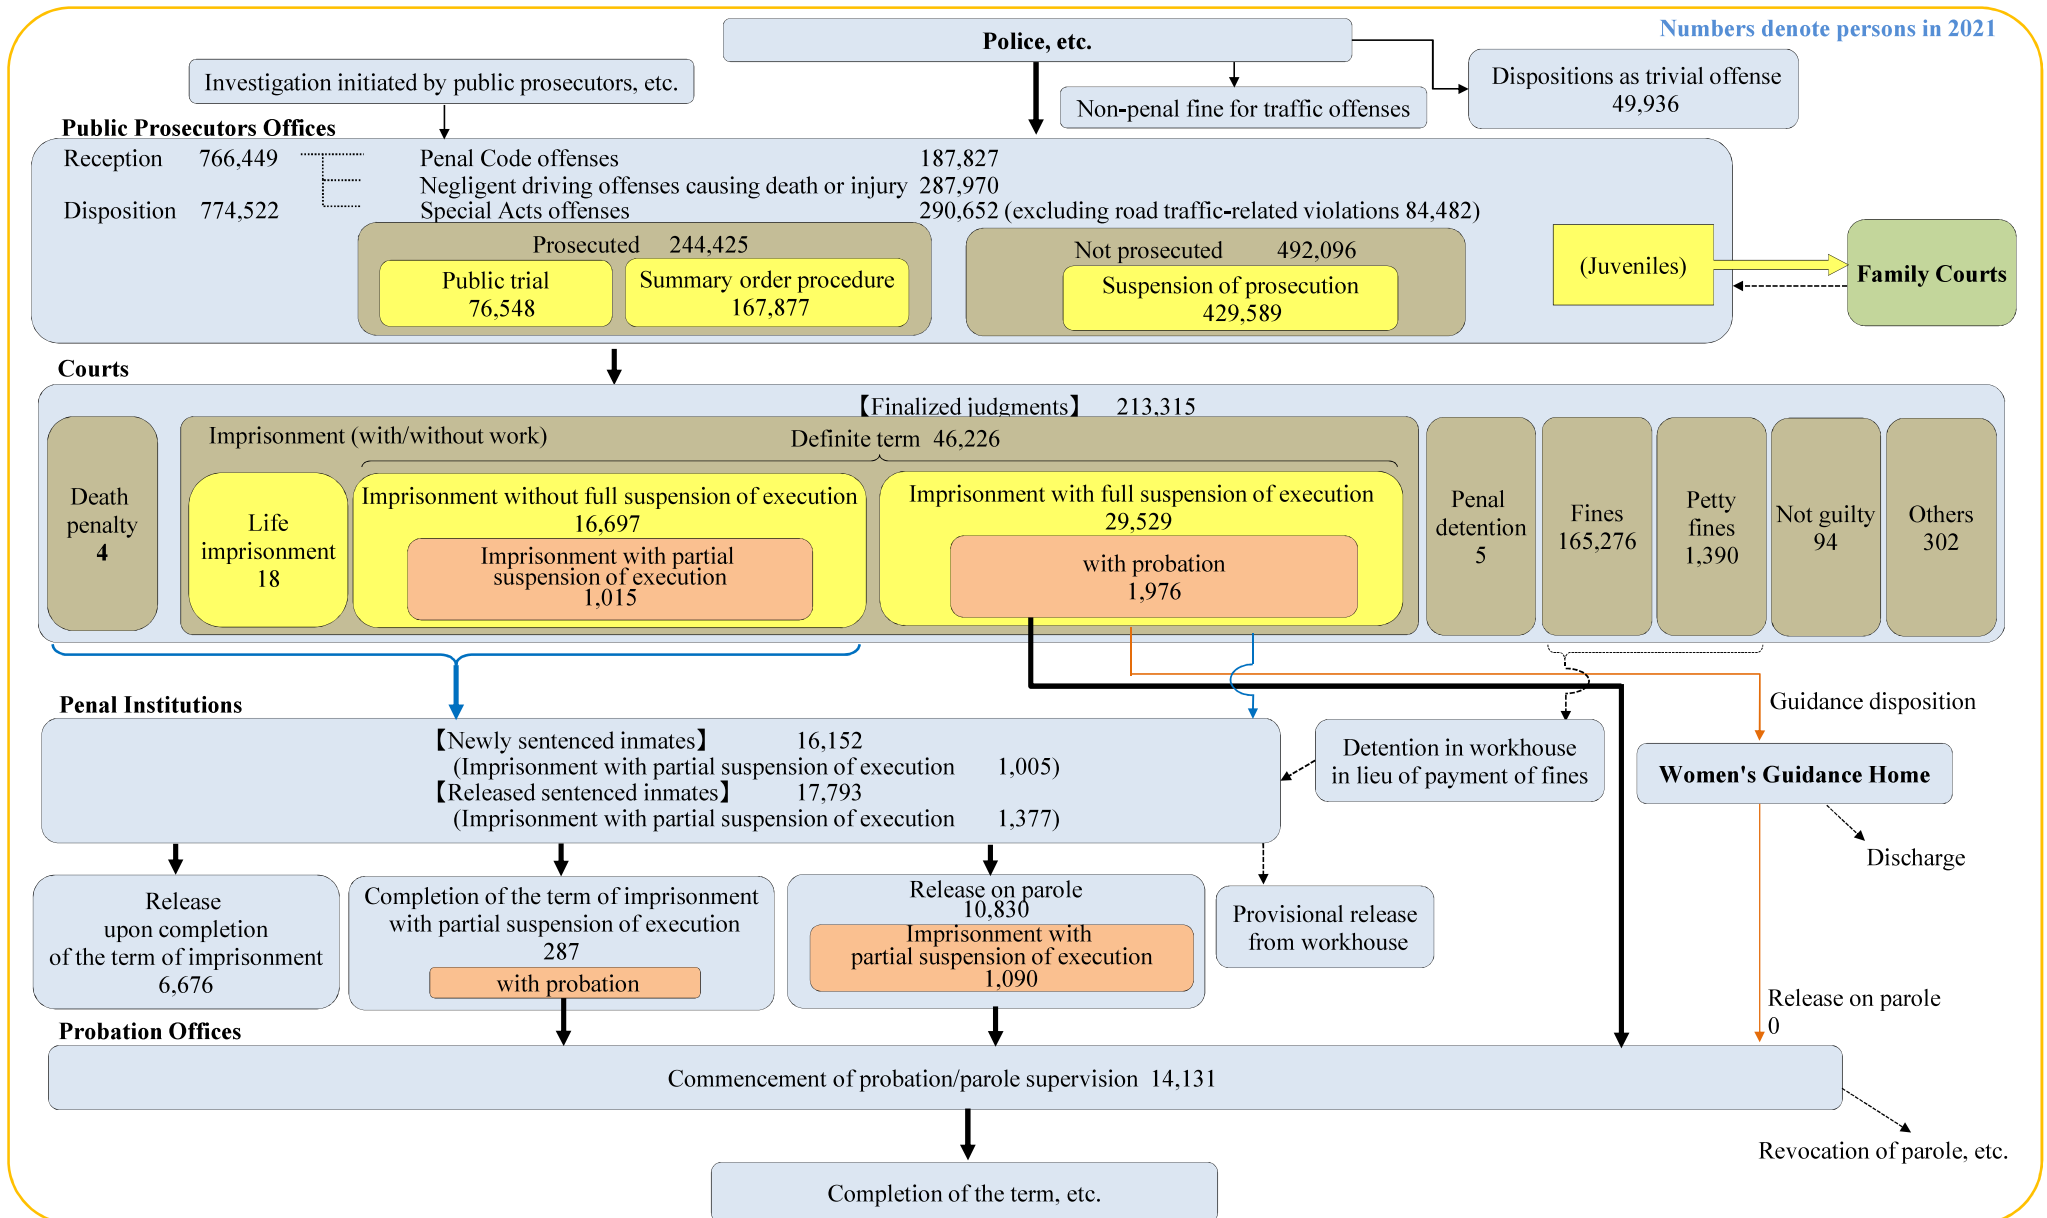 Numbers denote persons in 2021
Police, etc.
Investigation initiated by public prosecutors, etc.
Non-penal fine for traffic offenses
Dispositions as trivial offense
49,936
Public Prosecutors Offices
Reception 766,449
Penal Code offenses 187,827
Negligent driving offenses causing death or injury 287,970
Disposition 774,522
Special Acts offenses 290,652 (excluding road traffic-related violations 84,482)
Prosecuted 244,425
Public trial
76,548
Summary order procedure
167,877
Not prosecuted 492,096
Suspension of prosecution
429,589
(Juveniles)
Family Courts
Courts
【Finalized judgments】 213,315
Death
penalty
4
Imprisonment (with/without work)
Definite term 46,226
Life
imprisonment
18
Imprisonment without full suspension of execution
16,697
Imprisonment with partial
suspension of execution
1,015
Imprisonment with full suspension of execution
29,529
with probation
1,976
Penal
detention
5
Fines
165,276
Petty
fines
1,390
Not guilty
94
Others
302
Penal Institutions
【Newly sentenced inmates】 16,152
(Imprisonment with partial suspension of execution 1,005)
【Released sentenced inmates】 17,793
(Imprisonment with partial suspension of execution 1,377)
Detention in workhouse
in lieu of payment of fines
Guidance disposition
Women's Guidance Home
Discharge
Release
upon completion
of the term of imprisonment
6,676
Completion of the term of imprisonment
with partial suspension of execution
287
with probation
Release on parole
10,830
Imprisonment with
partial suspension of execution
1,090
Provisional release
from workhouse
Release on parole
0
Probation Offices
Commencement of probation/parole supervision 14,131
Revocation of parole, etc.
Completion of the term, etc.